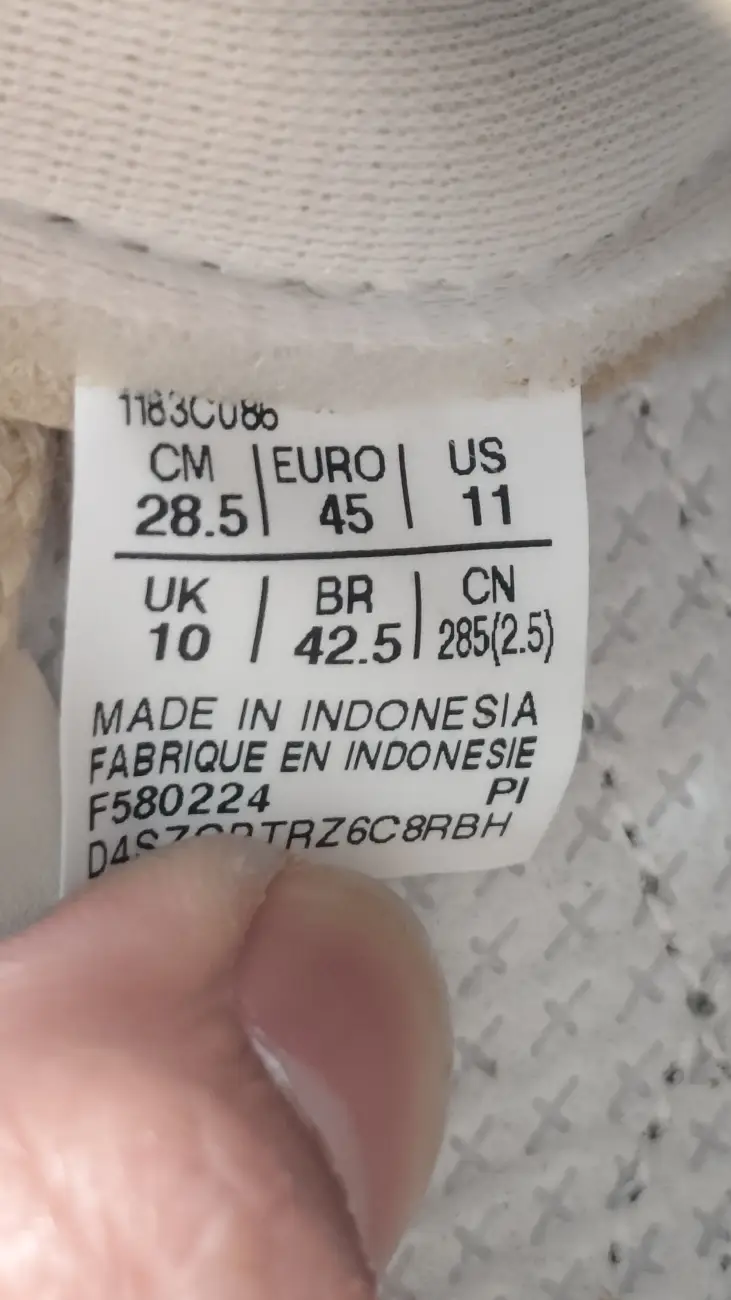 1183C086
CM | EURO | US
28.5 | 45 | 11
UK | BR | CN
10 | 42.5 | 285(2.5)
MADE IN INDONESIA
FABRIQUE EN INDONESIE
F580224 PI